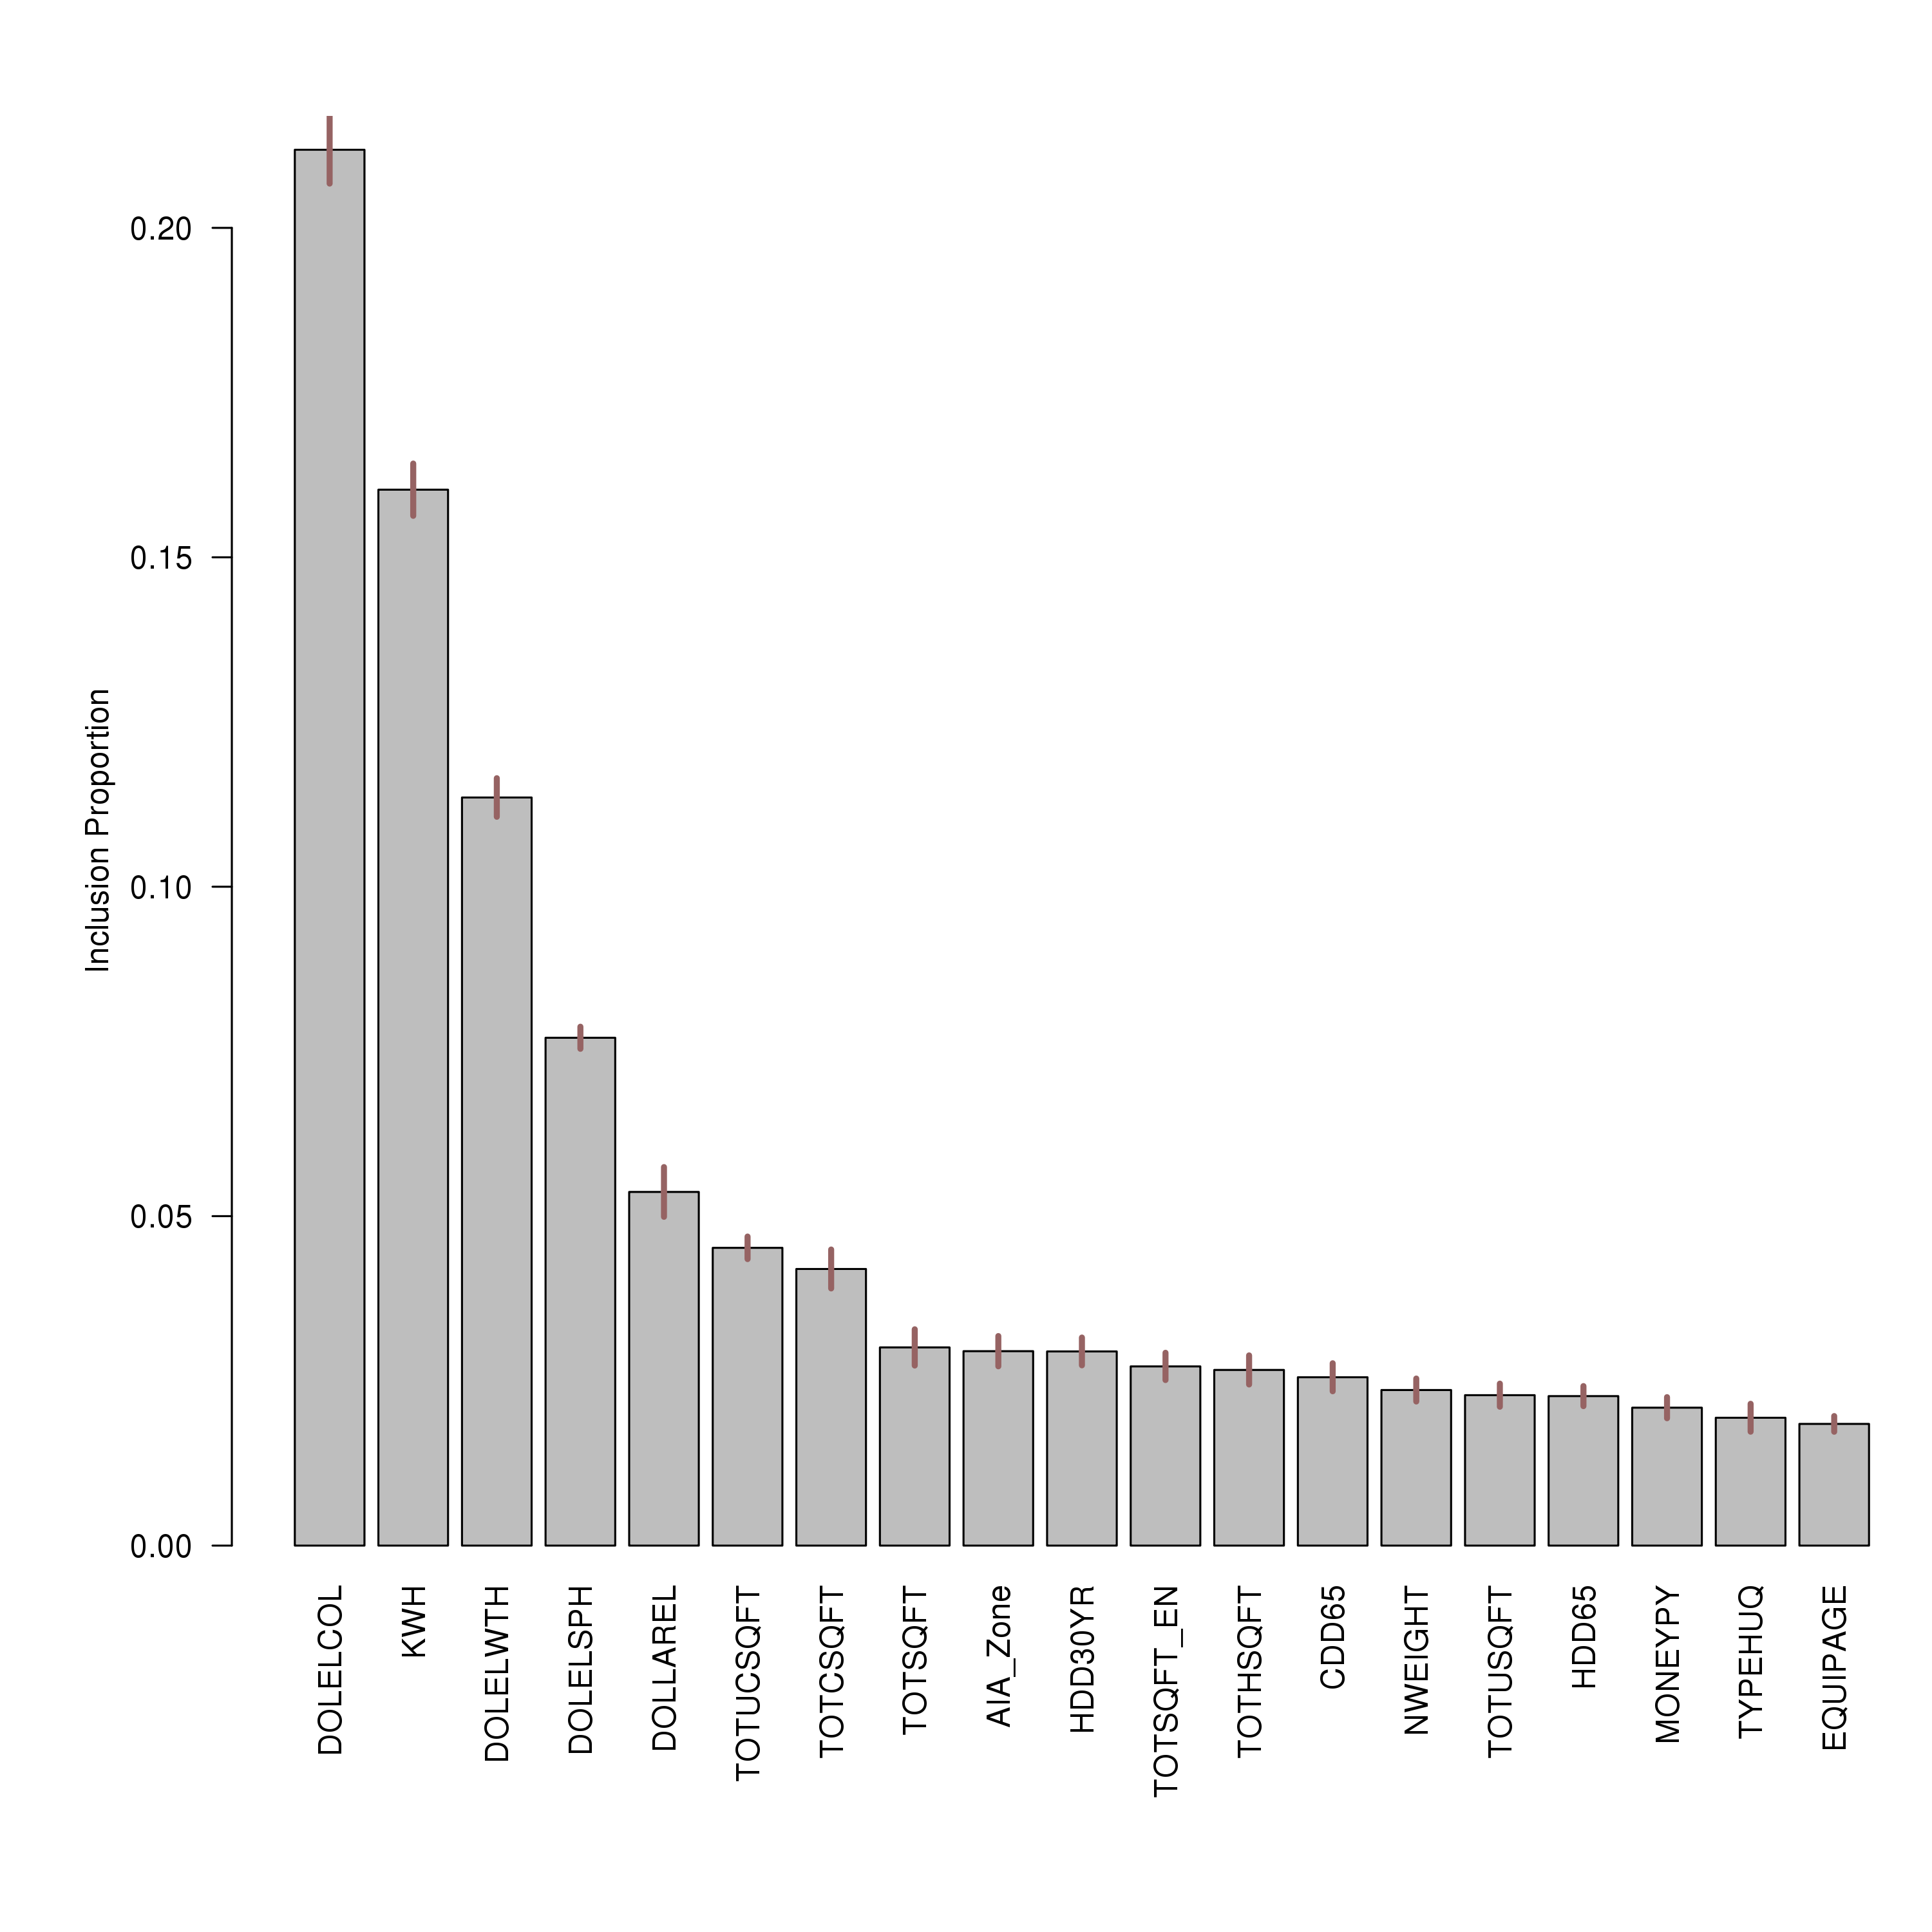 Inclusion Proportion
0.20
0.15
0.10
0.05
0.00
DOLELCOL
KWH
DOLELWTH
DOLELSPH
DOLLAREL
TOTUCSQFT
TOTCSQFT
TOTSQFT
AIA_Zone
HDD30YR
TOTSQFT_EN
TOTHSQFT
CDD65
NWEIGHT
TOTUSQFT
HDD65
MONEYPY
TYPEHUQ
EQUIPAGE